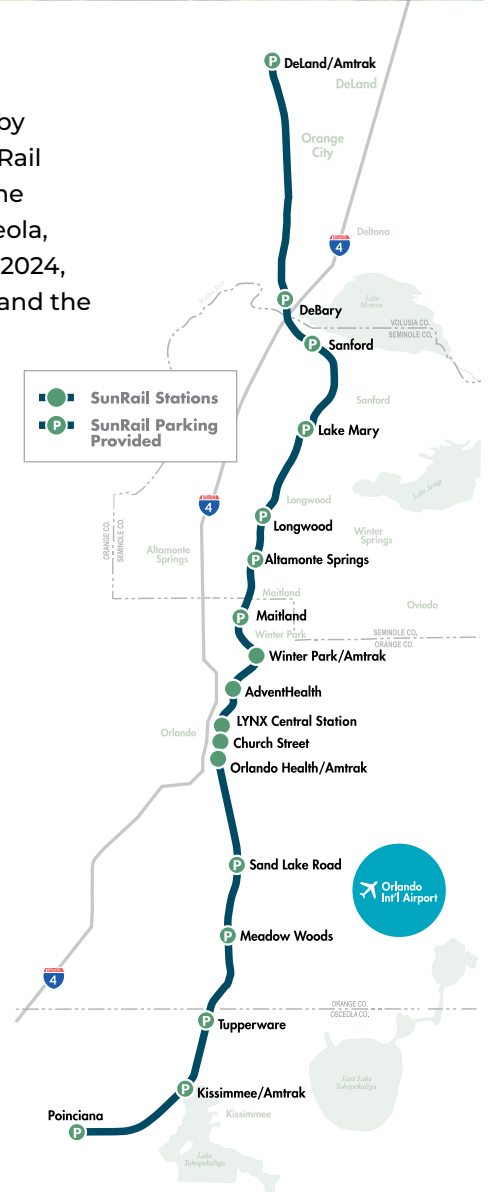 DeLand/Amtrak
DeLand
by
Rail
Orange
City
ne
eola,
Deltona
2024,
4
and the
Lake
Monroe
DeBary
VOLUSIA CO.
SEMINOLE CO.
Sanford
SunRail Stations
P SunRail Parking
Provided
Sanford
Lake Mary
Lake Jesup
4
Longwood
Longwood
Winter
Springs
ORANGE CO.
SEMINOLE CO.
Altamonte
Springs
Altamonte Springs
Maitland
Oviedo
Maitland
Winter Park
SEMINOLE CO.
ORANGE CO.
Winter Park/Amtrak
AdventHealth
LYNX Central Station
Orlando
Church Street
Orlando Health/Amtrak
Sand Lake Road
Orlando
Int'l Airport
Meadow Woods
4
ORANGE CO.
OSCEOLA CO.
Tupperware
East Lake
Tohopekaliga
Kissimmee/Amtrak
Kissimmee
Poinciana
Lake
Tohopekaliga